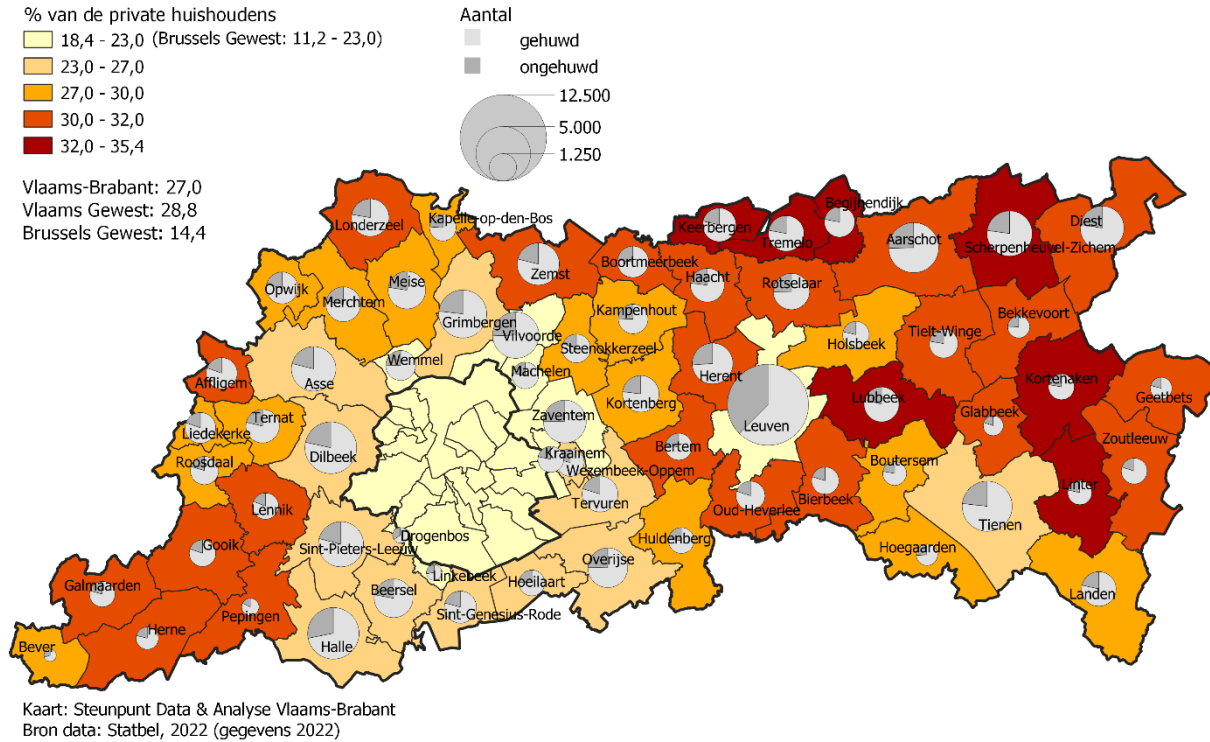 % van de private huishoudens
18,4 - 23,0 (Brussels Gewest: 11,2 - 23,0)
23,0 - 27,0
27,0 - 30,0
30,0 - 32,0
32,0 - 35,4
Vlaams-Brabant: 27,0
Vlaams Gewest: 28,8
Brussels Gewest: 14,4
Aantal
gehuwd
ongehuwd
12.500
5.000
1.250
Londerzeel
Kapelle-op-den-Bos
Keerbergen
Tremelo
Begijnendijk
Aarschot
Scherpenheuvel-Zichem
Diest
Zemst
Boortmeerbeek
Haacht
Rotselaar
Opwijk
Merchtem
Meise
Grimbergen
Vilvoorde
Kampenhout
Steenokkerzeel
Holsbeek
Tielt-Winge
Bekkevoort
Affligem
Asse
Wemmel
Machelen
Herent
Kortenberg
Kortenaken
Geetbets
Liedekerke
Ternat
Zaventem
Leuven
Lubbeek
Glabbeek
Zoutleeuw
Roosdaal
Dilbeek
Kraainem
Wezembeek-Oppem
Bertem
Boutersem
Linter
Lennik
Tervuren
Oud-Heverlee
Bierbeek
Tienen
Gooik
Sint-Pieters-Leeuw
Drogenbos
Huldenberg
Hoegaarden
Galmaarden
Pepingen
Beersel
Linkebeek
Hoeilaart
Overijse
Landen
Sint-Genesius-Rode
Bever
Herne
Halle
Kaart: Steunpunt Data & Analyse Vlaams-Brabant
Bron data: Statbel, 2022 (gegevens 2022)